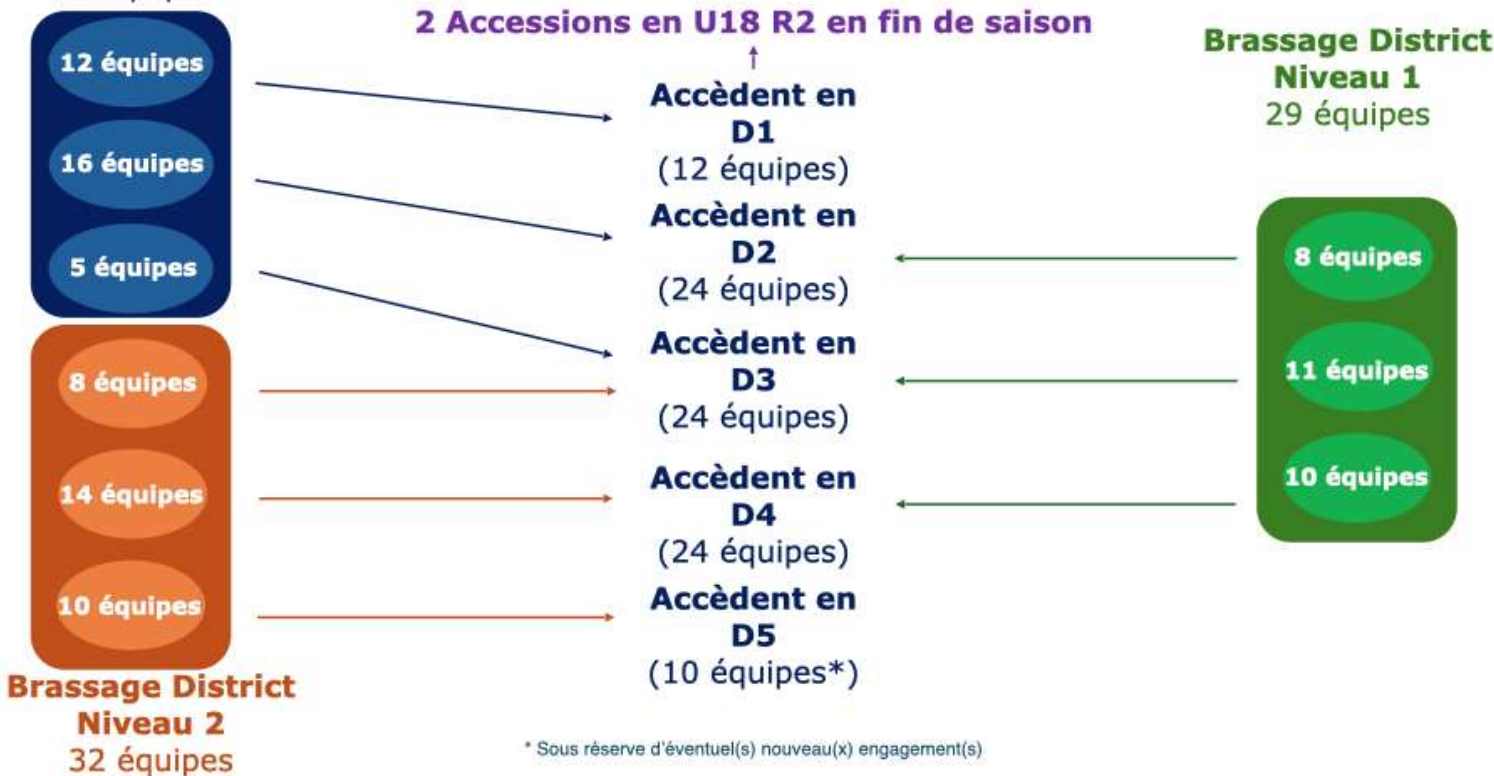 2 Accessions en U18 R2 en fin de saison
12 équipes
16 équipes
5 équipes
8 équipes
14 équipes
10 équipes
Brassage District
Niveau 2
32 équipes
Accèdent en
D1
(12 équipes)
Accèdent en
D2
(24 équipes)
Accèdent en
D3
(24 équipes)
Accèdent en
D4
(24 équipes)
Accèdent en
D5
(10 équipes*)
* Sous réserve d'éventuel(s) nouveau(x) engagement(s)
Brassage District
Niveau 1
29 équipes
8 équipes
11 équipes
10 équipes